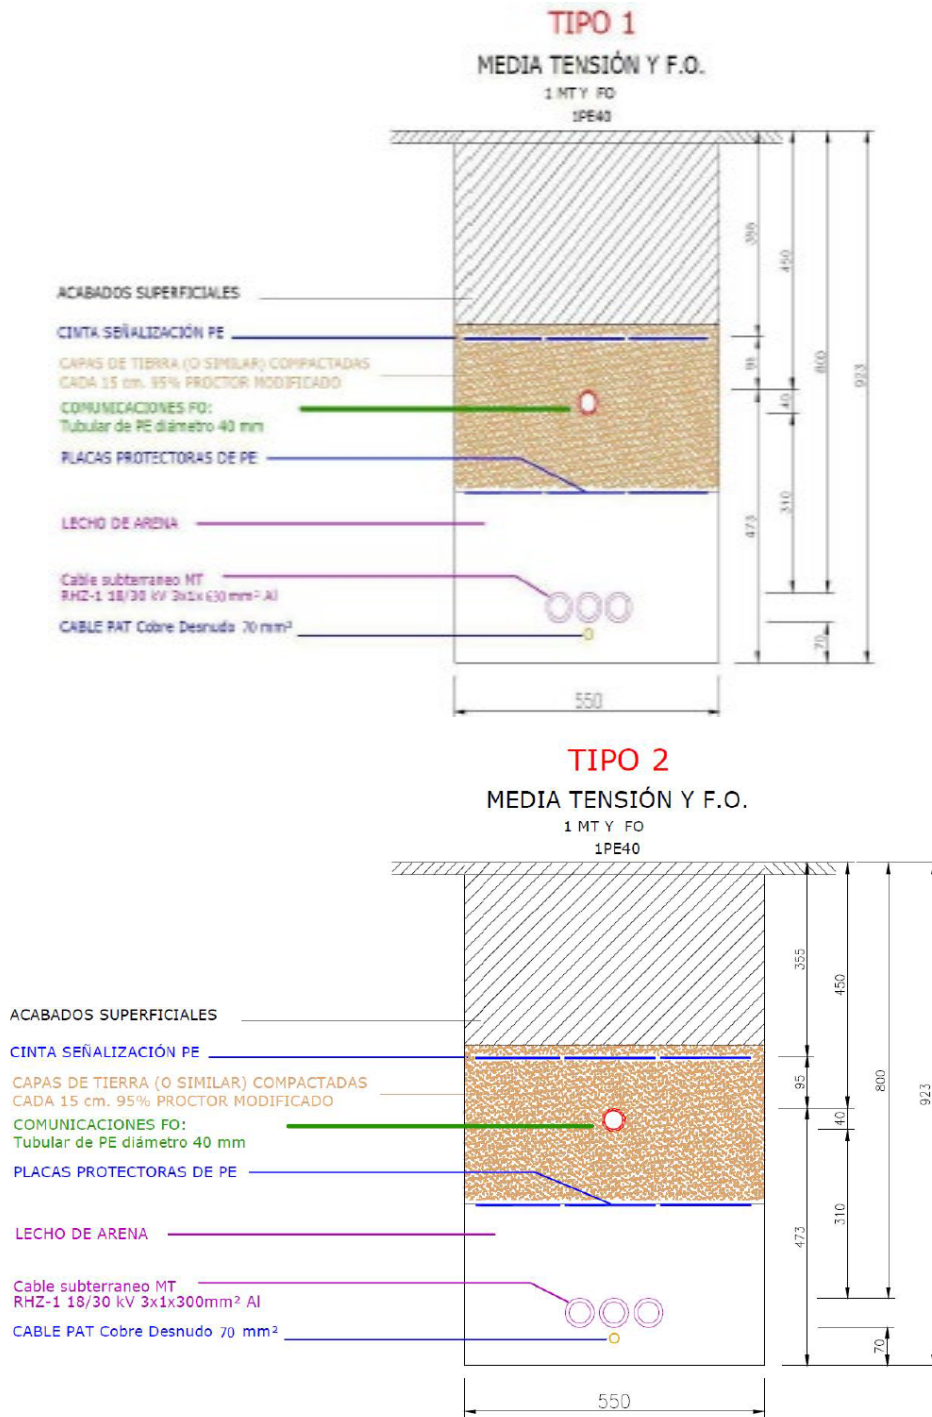 TIPO 1
MEDIA TENSIÓN Y F.O.
1 MT Y FO
1PE40
ACABADOS SUPERFICIALES
CINTA SEÑALIZACIÓN PE
CAPAS DE TIERRA (O SIMILAR) COMPACTADAS
CADA 15 cm. 95% PROCTOR MODIFICADO
COMUNICACIONES FO:
Tubular de PE diámetro 40 mm
PLACAS PROTECTORAS DE PE
LECHO DE ARENA
Cable subterraneo MT
RHZ-1 18/30 kV 3x1x630mm² Al
CABLE PAT Cobre Desnudo 70 mm²
450
95
800
923
40
310
473
70
550
TIPO 2
MEDIA TENSIÓN Y F.O.
1 MT Y FO
1PE40
ACABADOS SUPERFICIALES
CINTA SEÑALIZACIÓN PE
CAPAS DE TIERRA (O SIMILAR) COMPACTADAS
CADA 15 cm. 95% PROCTOR MODIFICADO
COMUNICACIONES FO:
Tubular de PE diámetro 40 mm
PLACAS PROTECTORAS DE PE
LECHO DE ARENA
Cable subterraneo MT
RHZ-1 18/30 kV 3x1x300mm² Al
CABLE PAT Cobre Desnudo 70 mm²
355
450
95
800
923
40
310
473
70
550